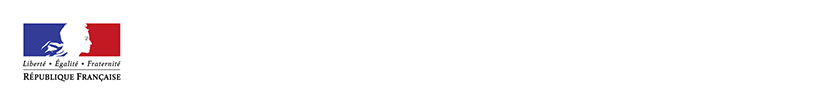 Liberté • Égalité • Fraternité
RÉPUBLIQUE FRANÇAISE